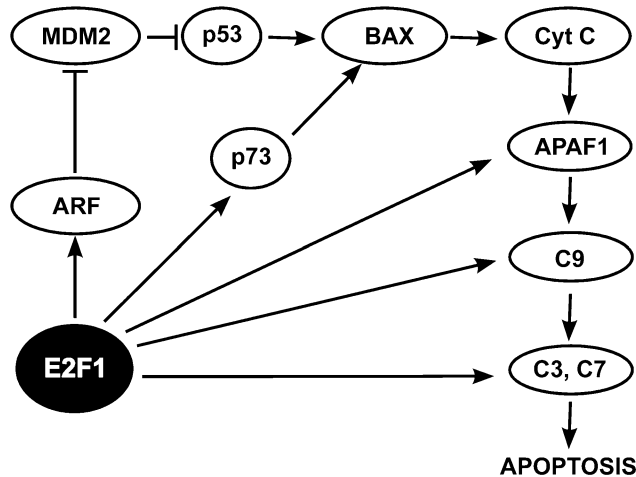 MDM2 p53 BAX Cyt C
p73 APAF1
ARF
C9
E2F1 C3, C7
APOPTOSIS